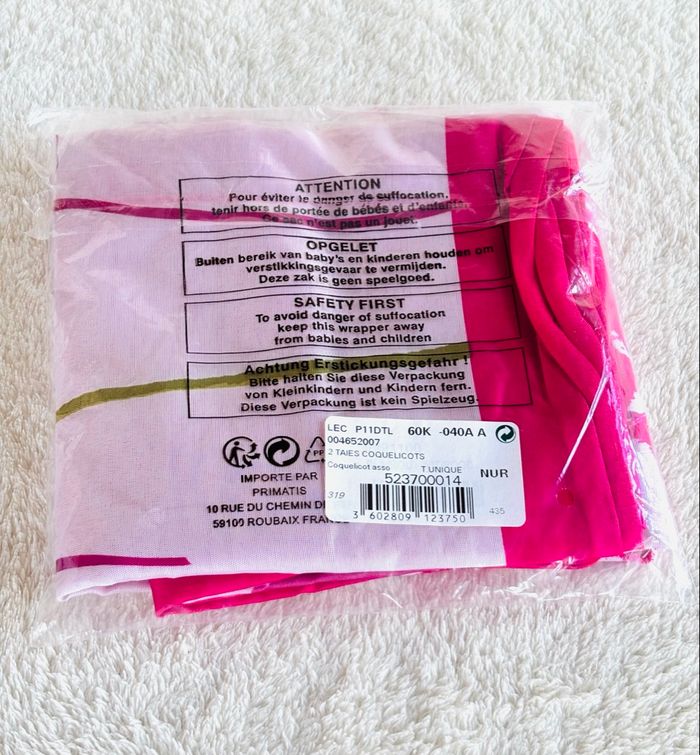 ATTENTION
Pour éviter le danger de suffocation.
tenir hors de portée de bébés et d'enfants
Ce sac n'est pas un jouet.
OPGELET
Buiten bereik van baby's en kinderen houden om
verstikkingsgevaar te vermijden.
Deze zak is geen speelgoed.
SAFETY FIRST
To avoid danger of suffocation
keep this wrapper away
from babies and children
Achtung Erstickungsgefahr !
Bitte halten Sie diese Verpackung
von Kleinkindern und Kindern fern.
Diese Verpackung ist kein Spielzeug.
PP
IMPORTE PAR
PRIMATIS
10 RUE DU CHEMIN
59100 ROUBAIX
LEC P11DTL 60K -040A A
004652007
2 TAIES COQUELICOTS
Coquelicot asso T UNIQUE NUR
523700014
319 435
3 602809 123750